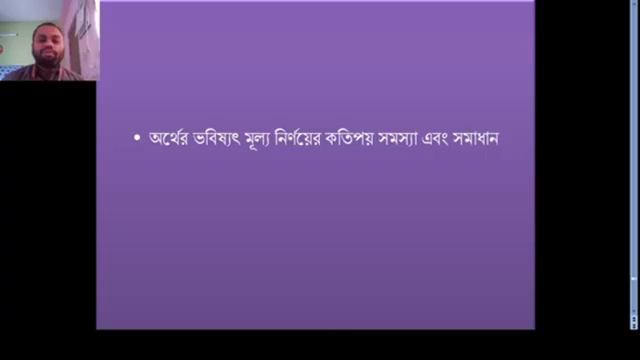 • অর্থের ভবিষ্যৎ মূল্য নির্ণয়ের কতিপয় সমস্যা এবং সমাধান